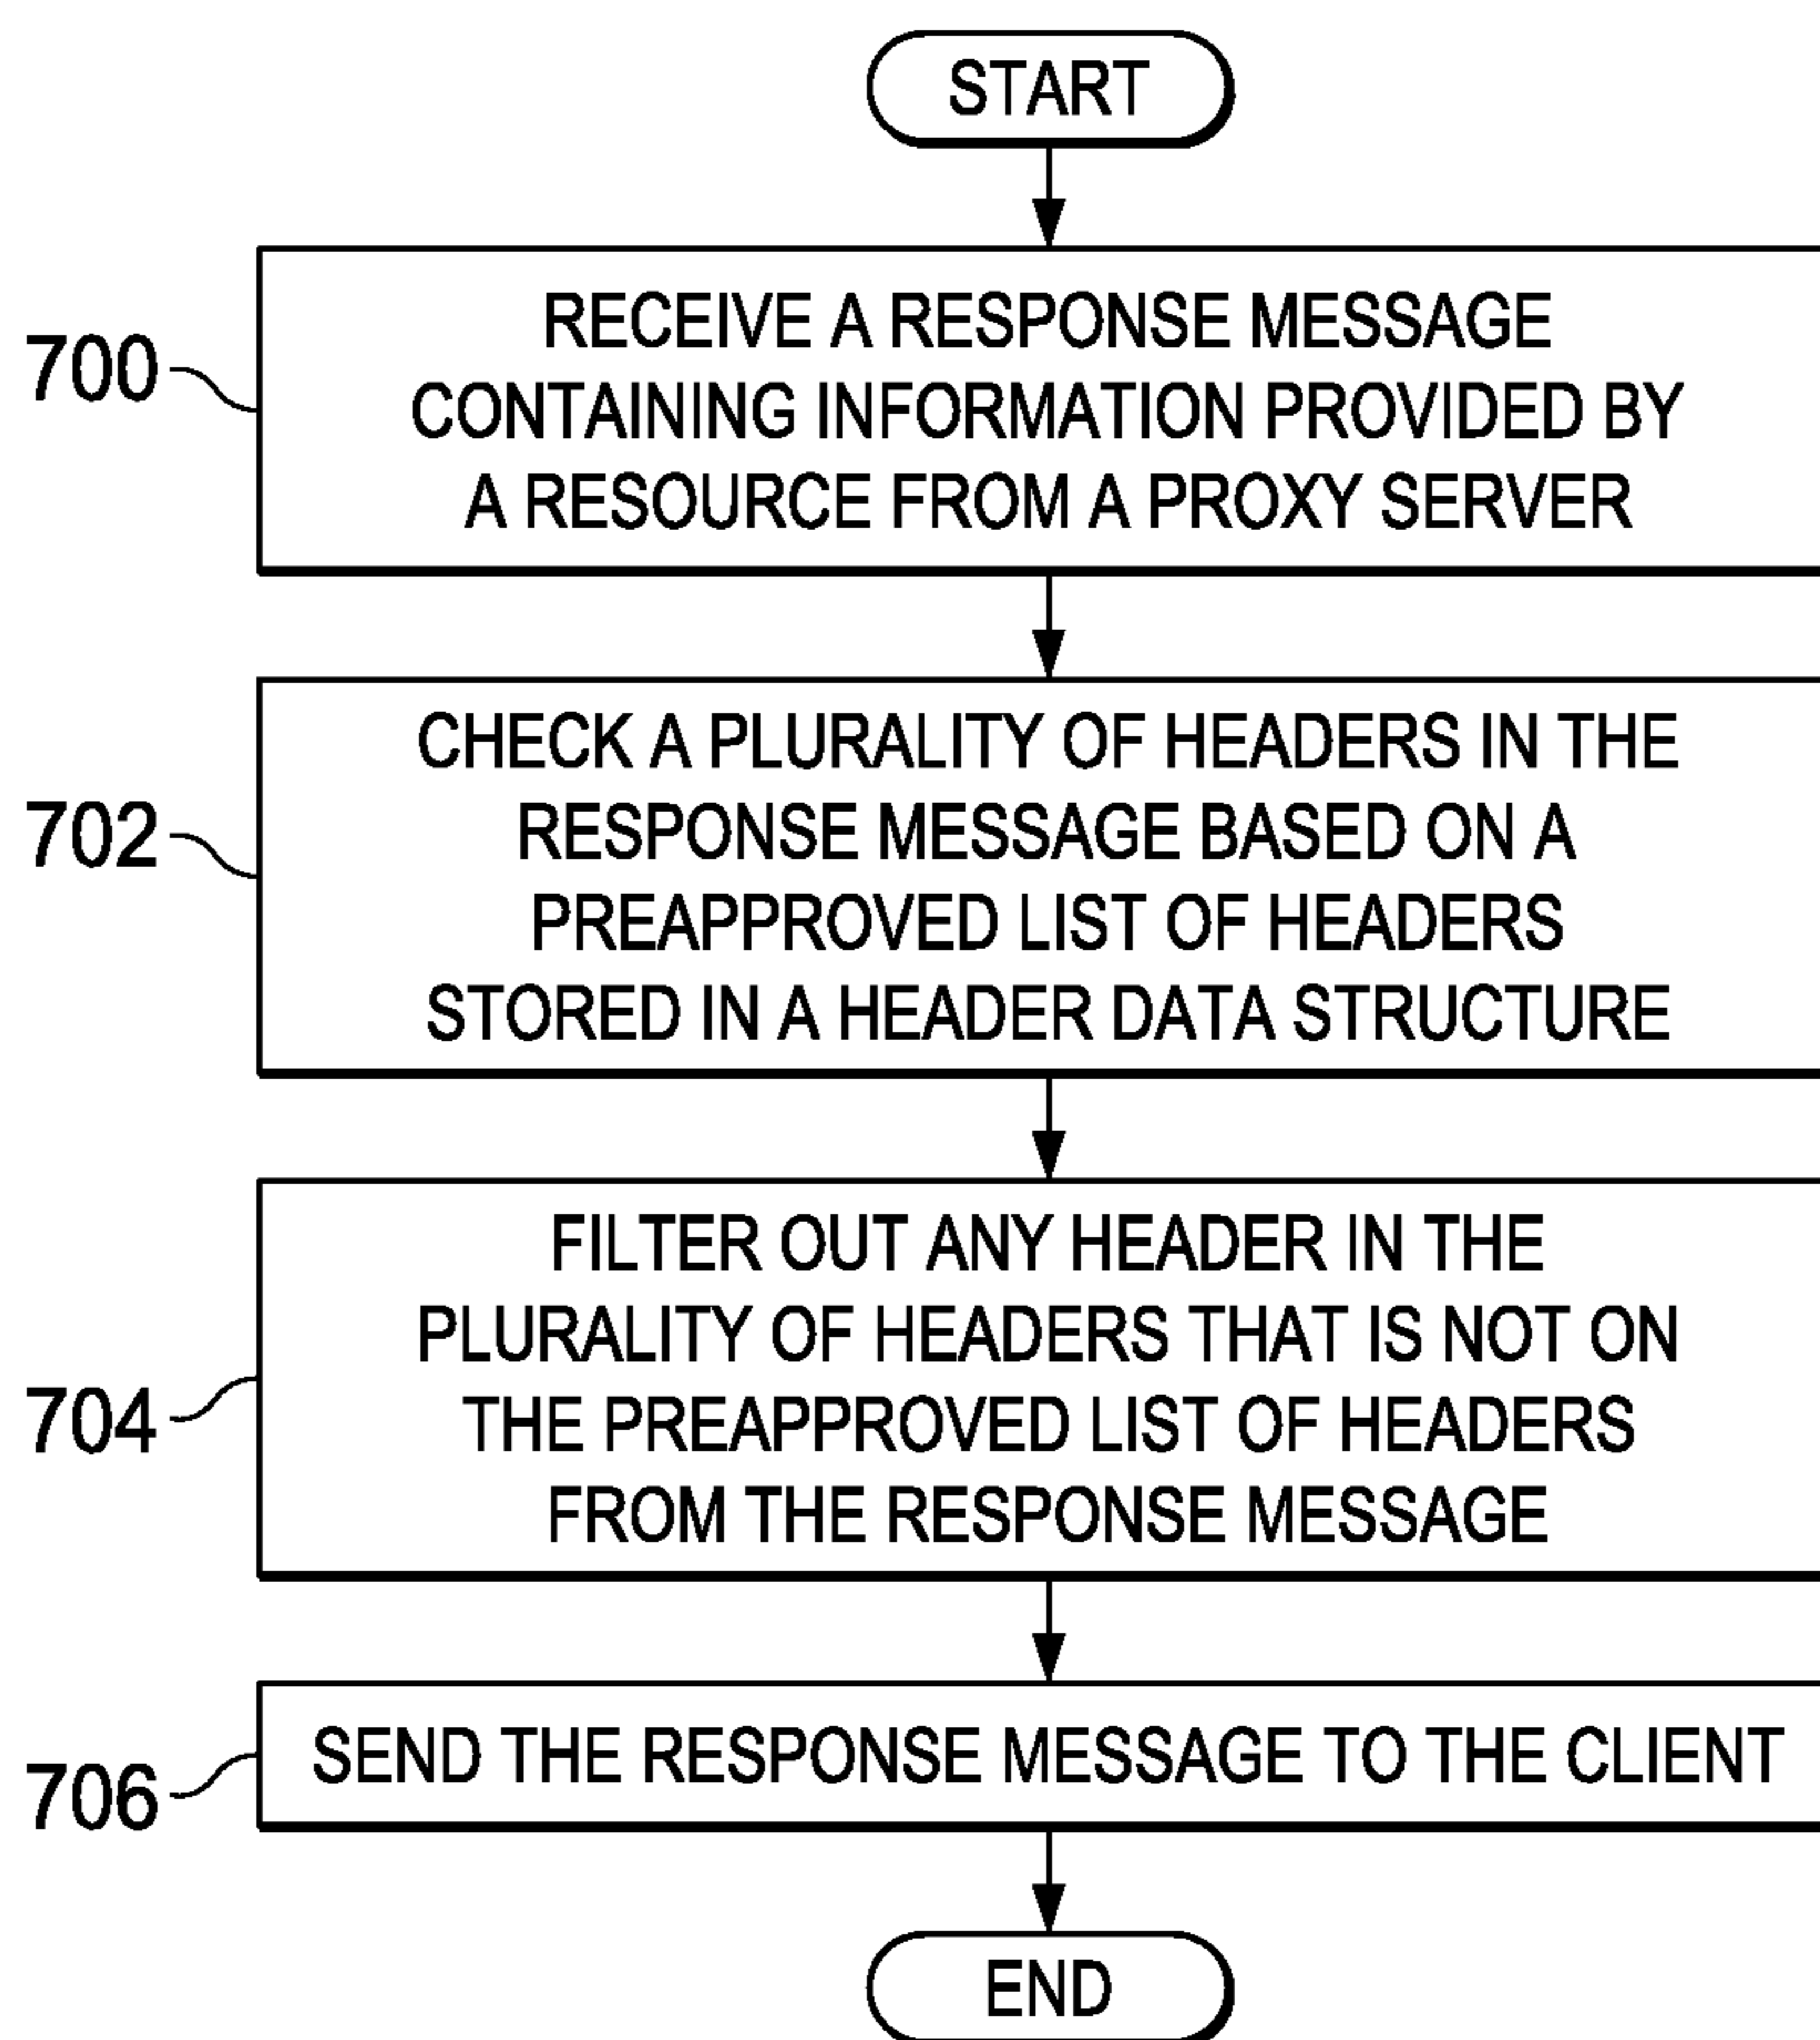 START
700
RECEIVE A RESPONSE MESSAGE
CONTAINING INFORMATION PROVIDED BY
A RESOURCE FROM A PROXY SERVER
702
CHECK A PLURALITY OF HEADERS IN THE
RESPONSE MESSAGE BASED ON A
PREAPPROVED LIST OF HEADERS
STORED IN A HEADER DATA STRUCTURE
704
FILTER OUT ANY HEADER IN THE
PLURALITY OF HEADERS THAT IS NOT ON
THE PREAPPROVED LIST OF HEADERS
FROM THE RESPONSE MESSAGE
706
SEND THE RESPONSE MESSAGE TO THE CLIENT
END